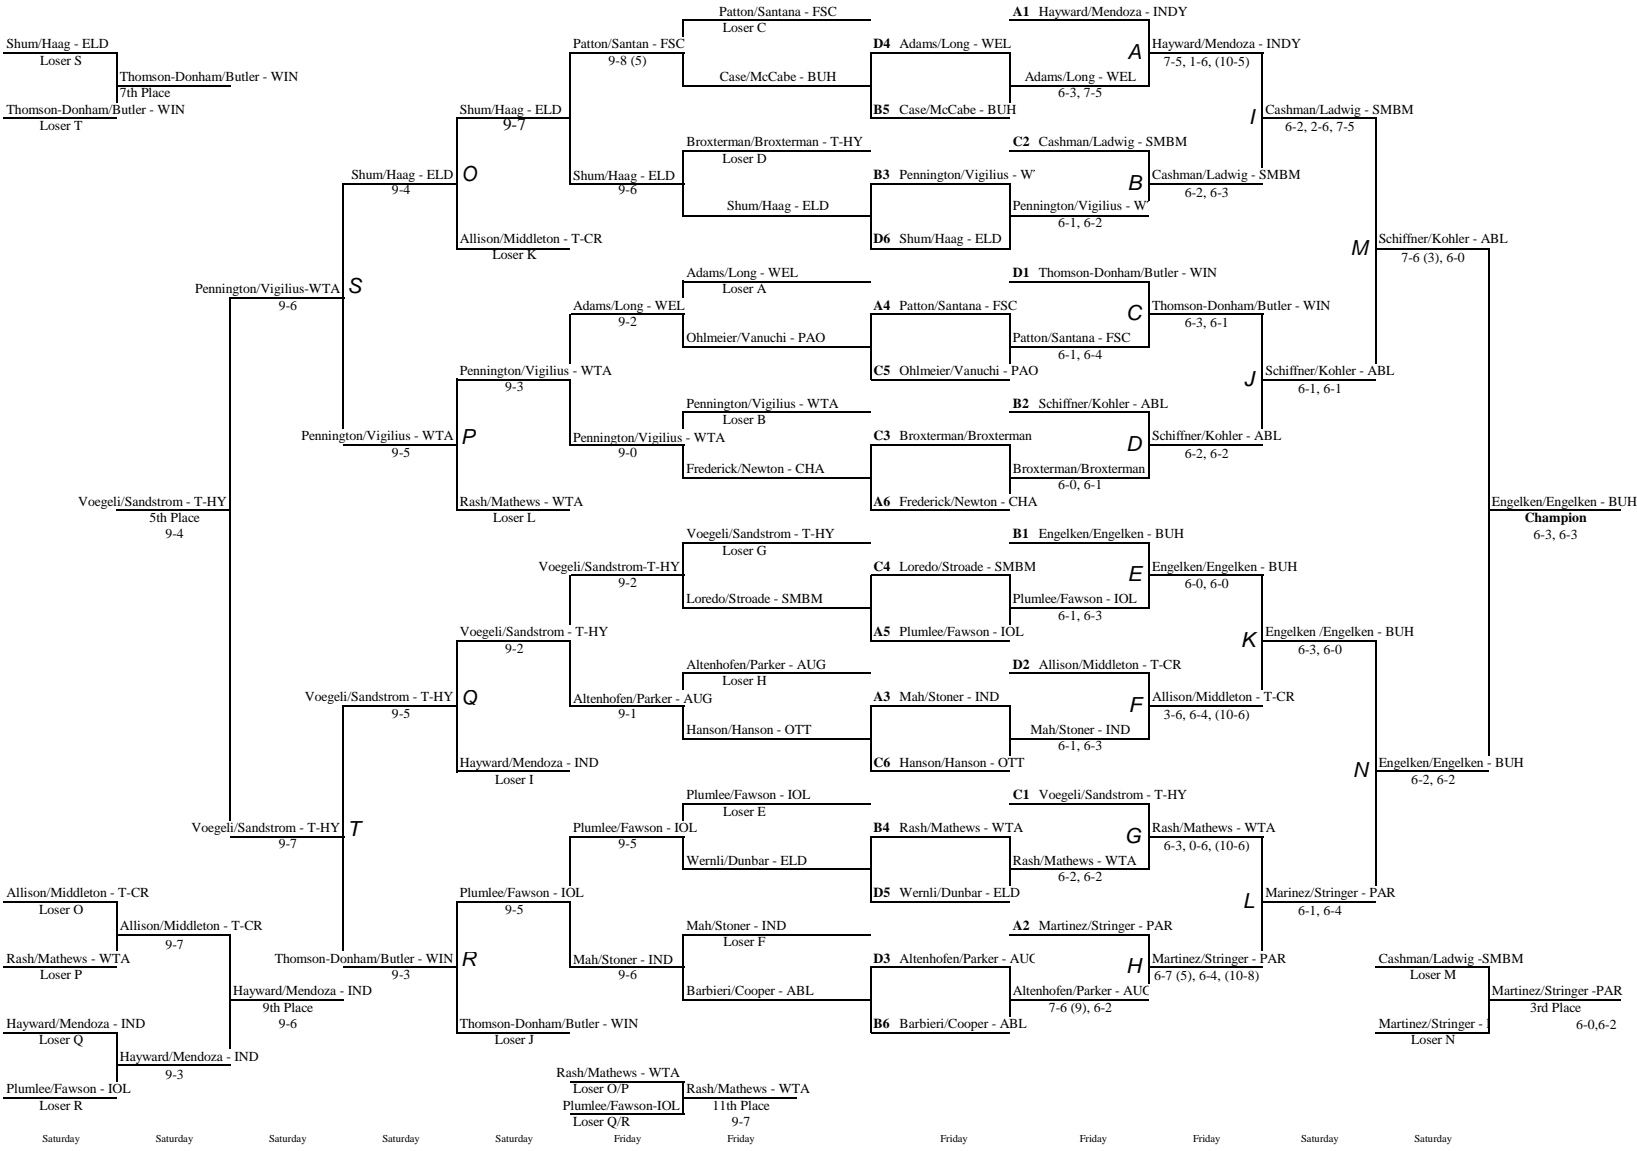 Patton/Santana - FSC
Loser C
A1 Hayward/Mendoza - INDY
Shum/Haag - ELD
Loser S
Patton/Santan - FSC
9-8 (5)
D4 Adams/Long - WEL
A
Hayward/Mendoza - INDY
7-5, 1-6, (10-5)
Thomson-Donham/Butler - WIN
7th Place
Case/McCabe - BUH
Adams/Long - WEL
6-3, 7-5
Thomson-Donham/Butler - WIN
Loser T
Shum/Haag - ELD
9-7
B5 Case/McCabe - BUH
I
Cashman/Ladwig - SMBM
6-2, 2-6, 7-5
Broxterman/Broxterman - T-HY
Loser D
C2 Cashman/Ladwig - SMBM
Shum/Haag - ELD
9-4
O
Shum/Haag - ELD
9-6
B3 Pennington/Vigilius - W
B
Cashman/Ladwig - SMBM
6-2, 6-3
Shum/Haag - ELD
Pennington/Vigilius - W
6-1, 6-2
Allison/Middleton - T-CR
Loser K
D6 Shum/Haag - ELD
M
Schiffner/Kohler - ABL
7-6 (3), 6-0
Adams/Long - WEL
Loser A
D1 Thomson-Donham/Butler - WIN
Pennington/Vigilius-WTA
9-6
S
Adams/Long - WEL
9-2
A4 Patton/Santana - FSC
C
Thomson-Donham/Butler - WIN
6-3, 6-1
Ohlmeier/Vanuchi - PAO
Patton/Santana - FSC
6-1, 6-4
Pennington/Vigilius - WTA
9-3
C5 Ohlmeier/Vanuchi - PAO
J
Schiffner/Kohler - ABL
6-1, 6-1
Pennington/Vigilius - WTA
Loser B
B2 Schiffner/Kohler - ABL
Pennington/Vigilius - WTA
9-5
P
Pennington/Vigilius - WTA
9-0
C3 Broxterman/Broxterman
D
Schiffner/Kohler - ABL
6-2, 6-2
Frederick/Newton - CHA
Broxterman/Broxterman
6-0, 6-1
Voegeli/Sandstrom - T-HY
5th Place
9-4
Rash/Mathews - WTA
Loser L
A6 Frederick/Newton - CHA
Engelken/Engelken - BUH
Champion
6-3, 6-3
Voegeli/Sandstrom - T-HY
Loser G
B1 Engelken/Engelken - BUH
Voegeli/Sandstrom-T-HY
9-2
C4 Loredo/Stroade - SMBM
E
Engelken/Engelken - BUH
6-0, 6-0
Loredo/Stroade - SMBM
Plumlee/Fawson - IOL
6-1, 6-3
Voegeli/Sandstrom - T-HY
9-2
A5 Plumlee/Fawson - IOL
K
Engelken /Engelken - BUH
6-3, 6-0
Altenhofen/Parker - AUG
Loser H
D2 Allison/Middleton - T-CR
Voegeli/Sandstrom - T-HY
9-5
Q
Altenhofen/Parker - AUG
9-1
A3 Mah/Stoner - IND
F
Allison/Middleton - T-CR
3-6, 6-4, (10-6)
Hanson/Hanson - OTT
Mah/Stoner - IND
6-1, 6-3
Hayward/Mendoza - IND
Loser I
C6 Hanson/Hanson - OTT
N
Engelken/Engelken - BUH
6-2, 6-2
Plumlee/Fawson - IOL
Loser E
C1 Voegeli/Sandstrom - T-HY
Voegeli/Sandstrom - T-HY
9-7
T
Plumlee/Fawson - IOL
9-5
B4 Rash/Mathews - WTA
G
Rash/Mathews - WTA
6-3, 0-6, (10-6)
Wernli/Dunbar - ELD
Rash/Mathews - WTA
6-2, 6-2
Allison/Middleton - T-CR
Loser O
Plumlee/Fawson - IOL
9-5
D5 Wernli/Dunbar - ELD
L
Marinez/Stringer - PAR
6-1, 6-4
Allison/Middleton - T-CR
9-7
Mah/Stoner - IND
Loser F
A2 Martinez/Stringer - PAR
Rash/Mathews - WTA
Loser P
Thomson-Donham/Butler - WIN
9-3
R
Mah/Stoner - IND
9-6
D3 Altenhofen/Parker - AUG
H
Martinez/Stringer - PAR
6-7 (5), 6-4, (10-8)
Cashman/Ladwig -SMBM
Loser M
Hayward/Mendoza - IND
9th Place
9-6
Barbieri/Cooper - ABL
Altenhofen/Parker - AUG
7-6 (9), 6-2
Martinez/Stringer -PAR
3rd Place
6-0,6-2
Hayward/Mendoza - IND
Loser Q
Thomson-Donham/Butler - WIN
Loser J
B6 Barbieri/Cooper - ABL
Martinez/Stringer -
Loser N
Hayward/Mendoza - IND
9-3
Rash/Mathews - WTA
Loser O/P
Plumlee/Fawson - IOL
Loser R
Rash/Mathews - WTA
11th Place
9-7
Plumlee/Fawson-IOL
Loser Q/R
Saturday Saturday Saturday Saturday Saturday Friday Friday Friday Friday Friday Saturday Saturday